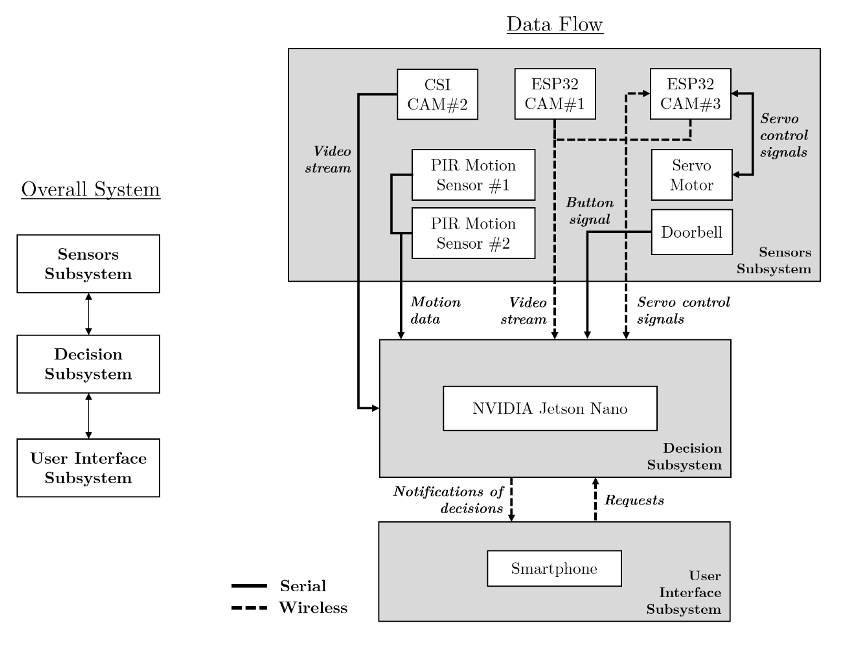 Data Flow
CSI
CAM#2
ESP32
CAM#1
ESP32
CAM#3
Servo
control
signals
Video
stream
PIR Motion
Sensor #1
Servo
Motor
PIR Motion
Sensor #2
Button
signal
Doorbell
Sensors
Subsystem
Overall System
Sensors
Subsystem
Decision
Subsystem
User Interface
Subsystem
Motion
data
Video
stream
Servo control
signals
NVIDIA Jetson Nano
Decision
Subsystem
Notifications of
decisions
Requests
Smartphone
User
Interface
Subsystem
Serial
Wireless